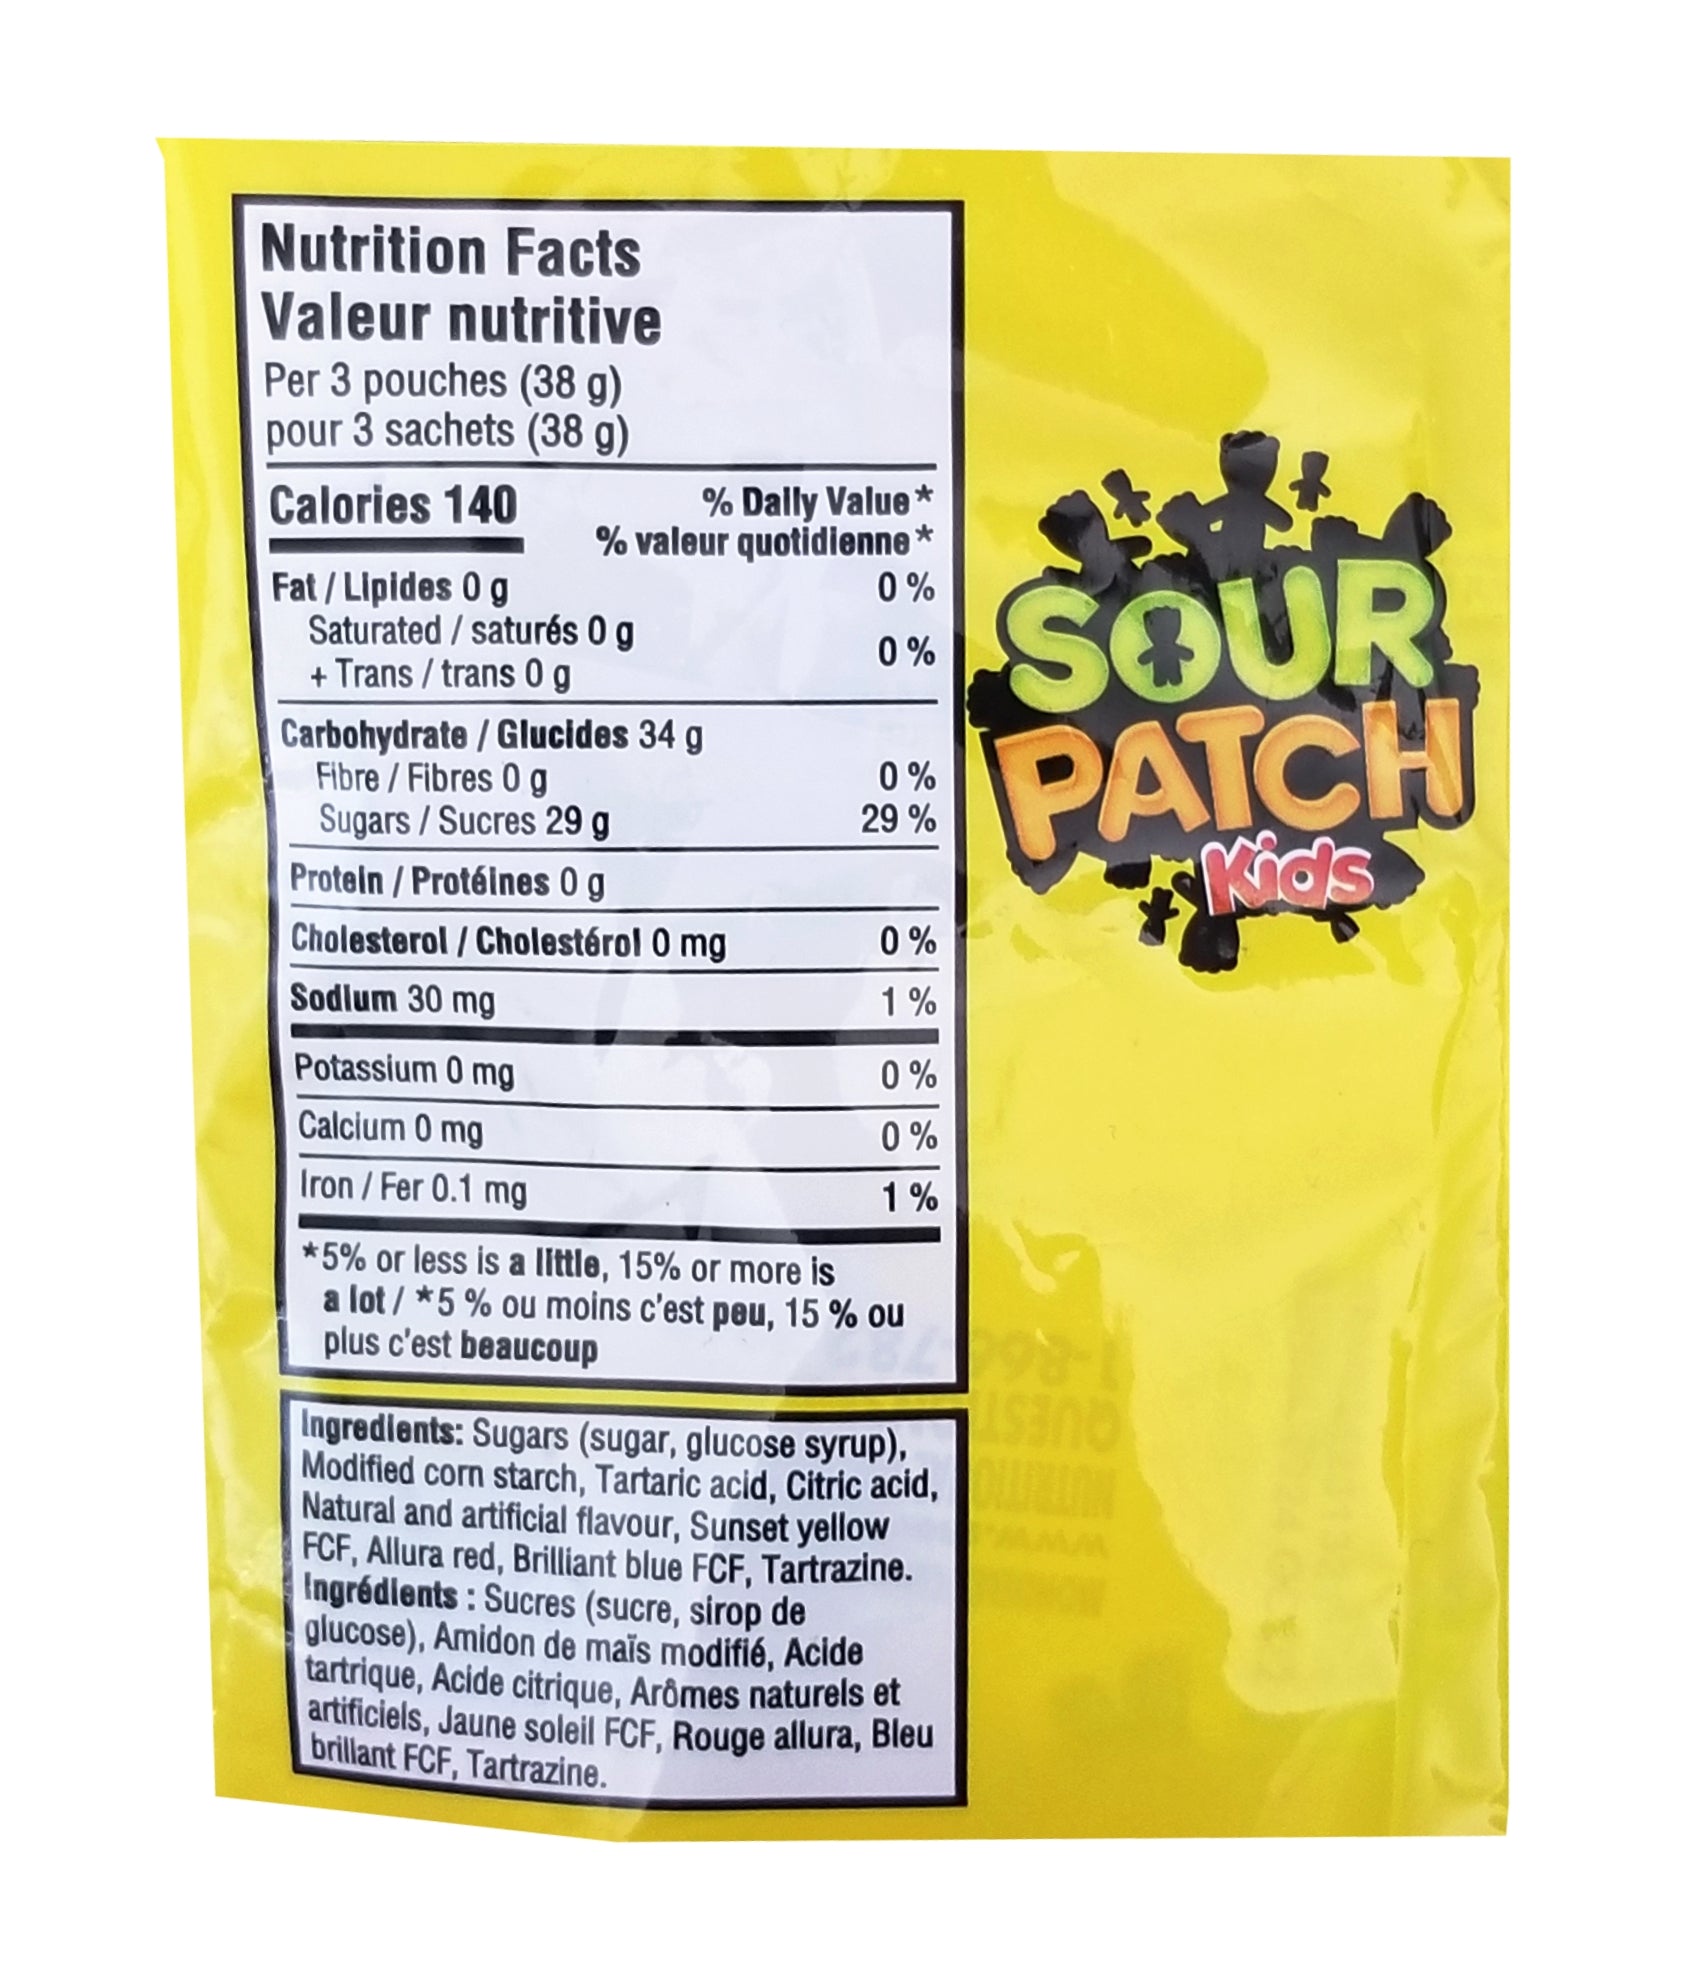 Nutrition Facts
Valeur nutritive
Per 3 pouches (38 g)
pour 3 sachets (38 g)
Calories 140
% Daily Value*
% valeur quotidienne*
Fat / Lipides 0 g 0 %
Saturated / saturés 0 g
+ Trans / trans 0 g 0 %
Carbohydrate / Glucides 34 g
Fibre / Fibres 0 g 0 %
Sugars / Sucres 29 g 29 %
Protein / Protéines 0 g
Cholesterol / Cholestérol 0 mg 0 %
Sodium 30 mg 1 %
Potassium 0 mg 0 %
Calcium 0 mg 0 %
Iron / Fer 0.1 mg 1 %
*5% or less is a little, 15% or more is
a lot / *5 % ou moins c'est peu, 15 % ou
plus c'est beaucoup
Ingredients: Sugars (sugar, glucose syrup),
Modified corn starch, Tartaric acid, Citric acid,
Natural and artificial flavour, Sunset yellow
FCF, Allura red, Brilliant blue FCF, Tartrazine.
Ingrédients : Sucres (sucre, sirop de
glucose), Amidon de maïs modifié, Acide
tartrique, Acide citrique, Arômes naturels et
artificiels, Jaune soleil FCF, Rouge allura, Bleu
brillant FCF, Tartrazine.
SOUR
PATCH
Kids